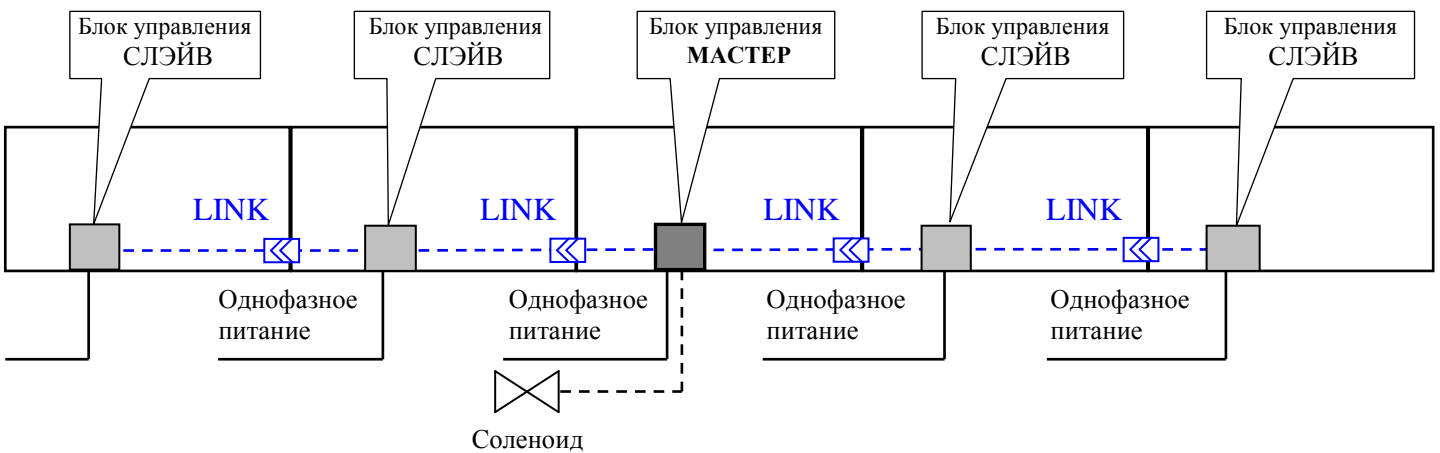 Блок управления
СЛЭЙВ
Блок управления
СЛЭЙВ
Блок управления
МАСТЕР
Блок управления
СЛЭЙВ
Блок управления
СЛЭЙВ
LINK
LINK
LINK
LINK
Однофазное
питание
Однофазное
питание
Однофазное
питание
Однофазное
питание
Соленоид